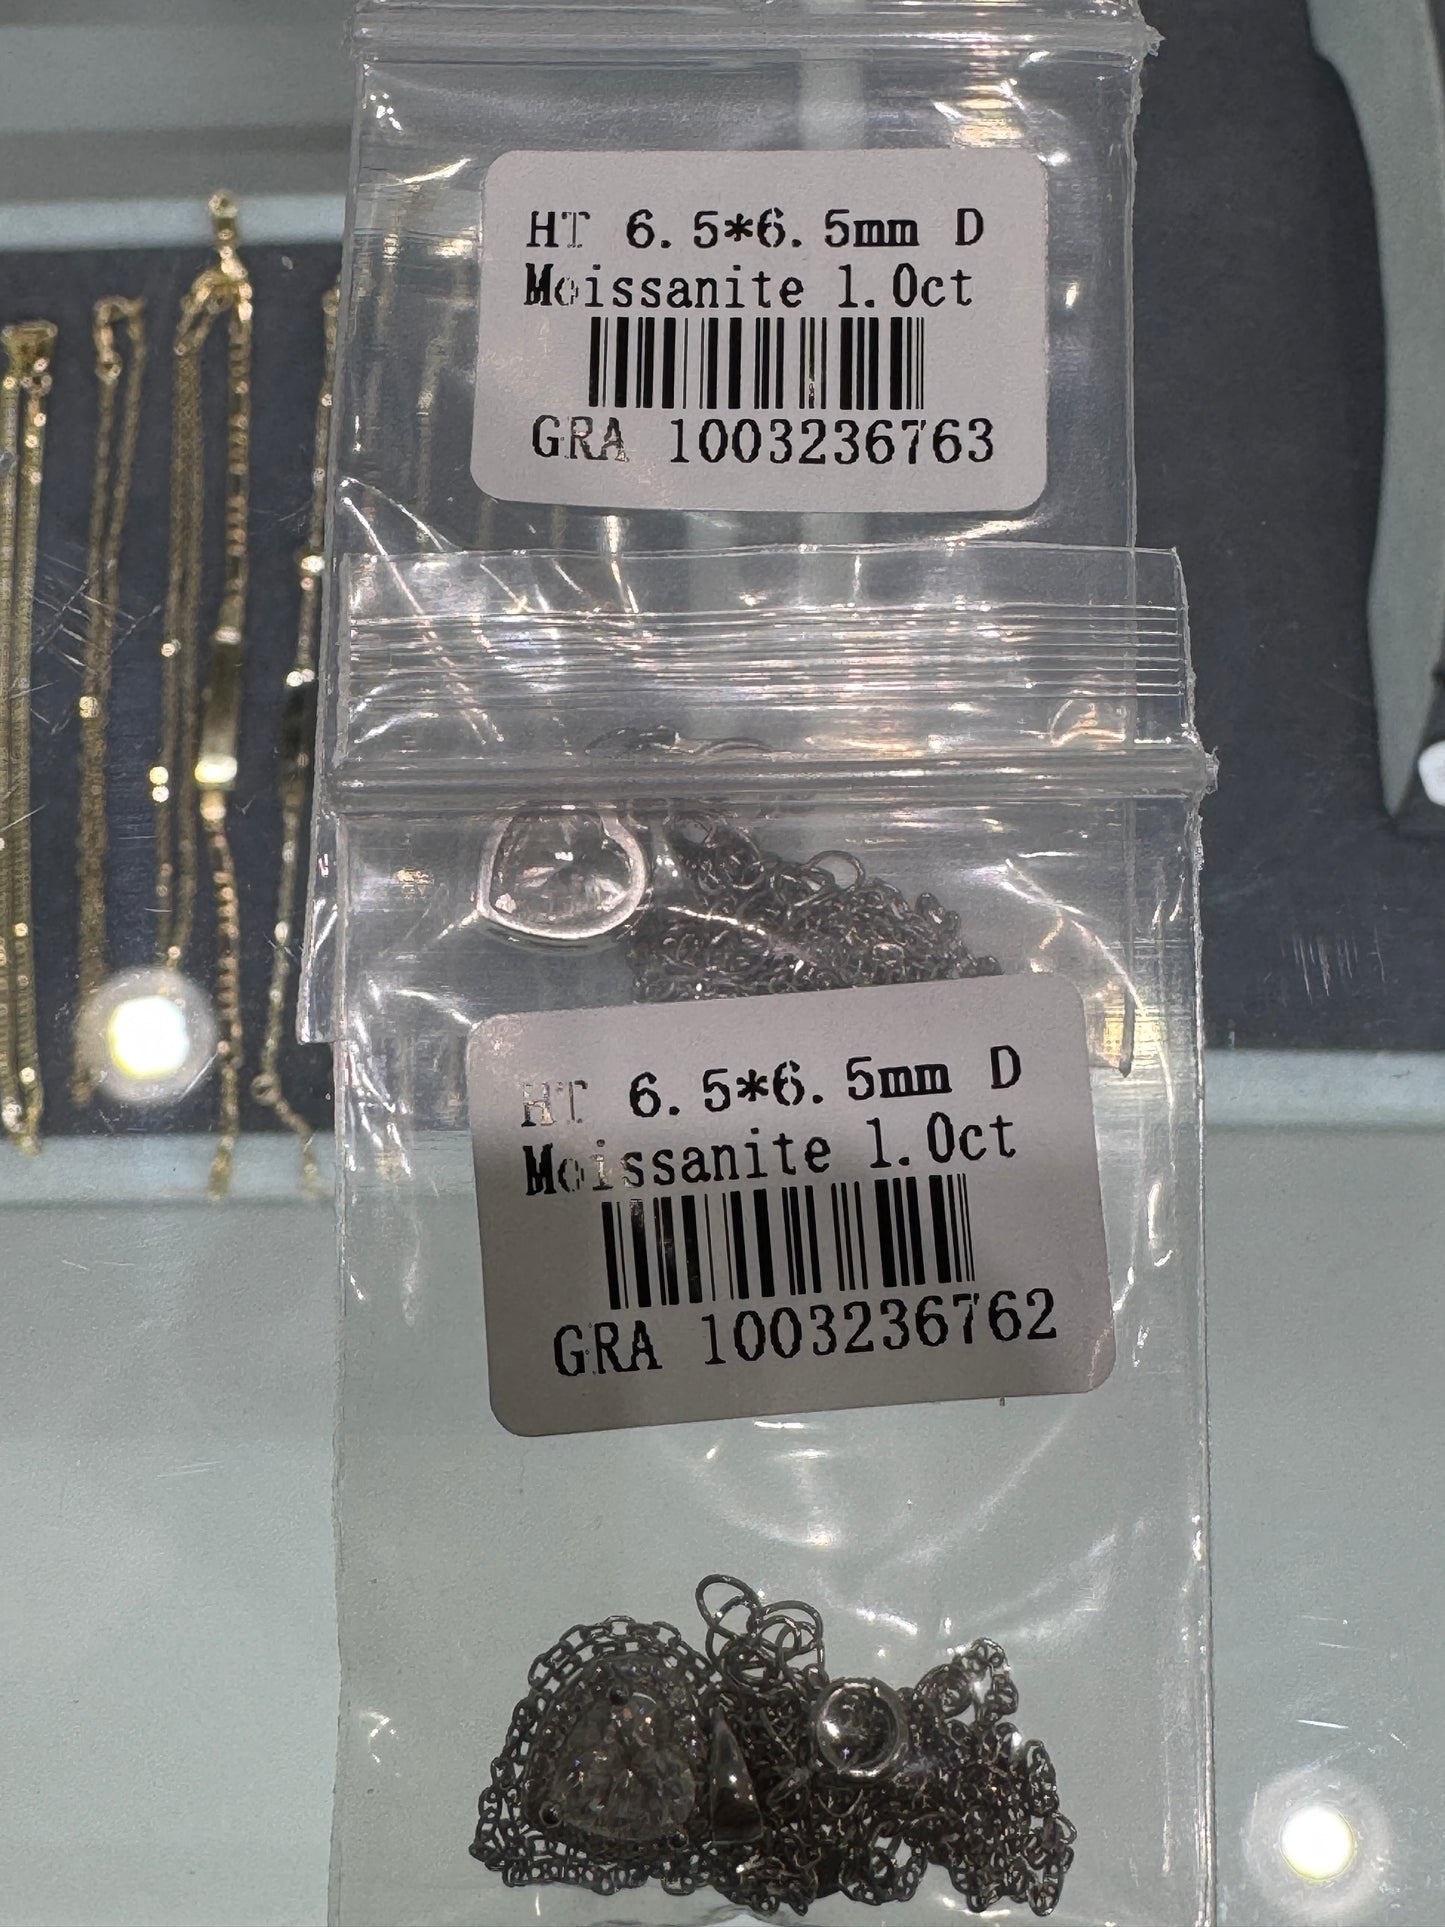 HT 6.5*6.5mm D
Moissanite 1.0ct
GRA 1003236763
HT 6.5*6.5mm D
Moissanite 1.0ct
GRA 1003236762